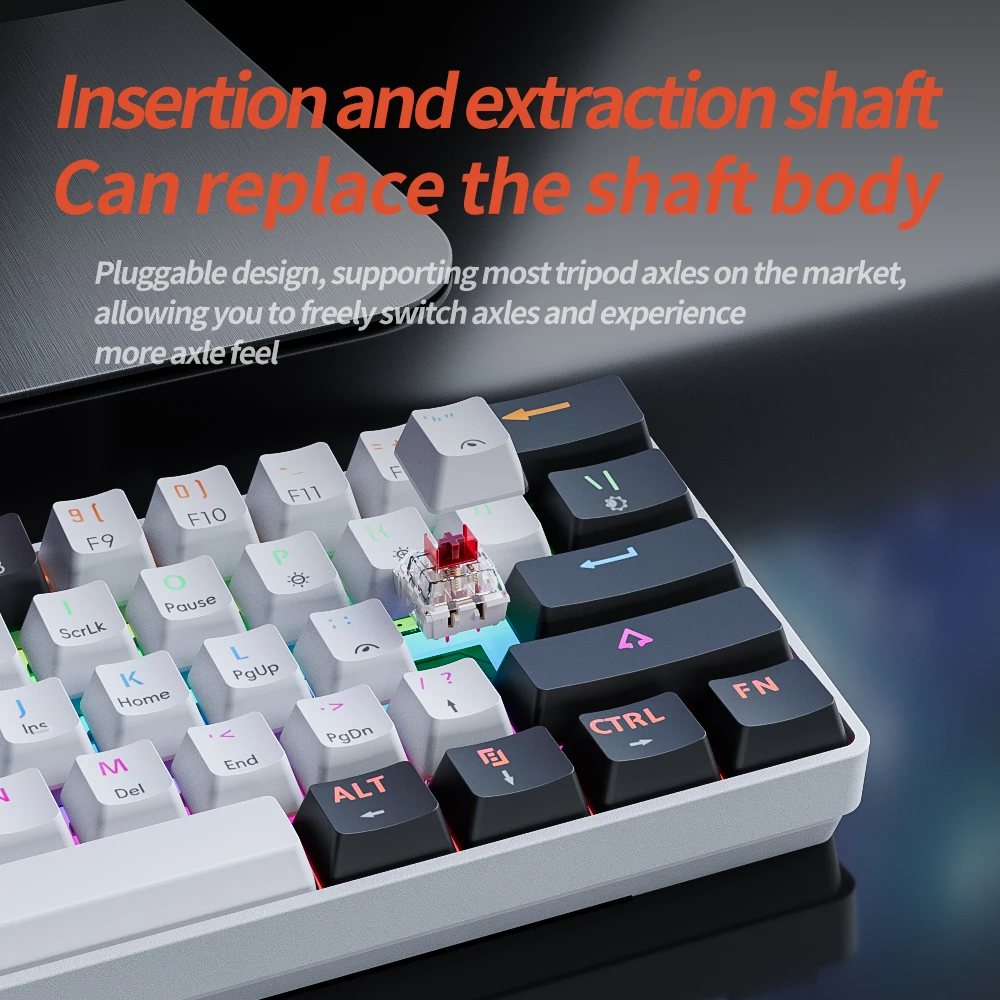 Insertion and extraction shaft
Can replace the shaft body
Pluggable design, supporting most tripod axles on the market,
allowing you to freely switch axles and experience
more axle feel
" '
= +
F
- _
F11
0 )
F10
9 (
F9
\ |
[ {
] }
P
O
Pause
I
ScrLk
: ;
L
PgUp
K
Home
J
Ins
/ ?
. >
PgDn
, <
End
M
Del
N
FN
CTRL
ALT